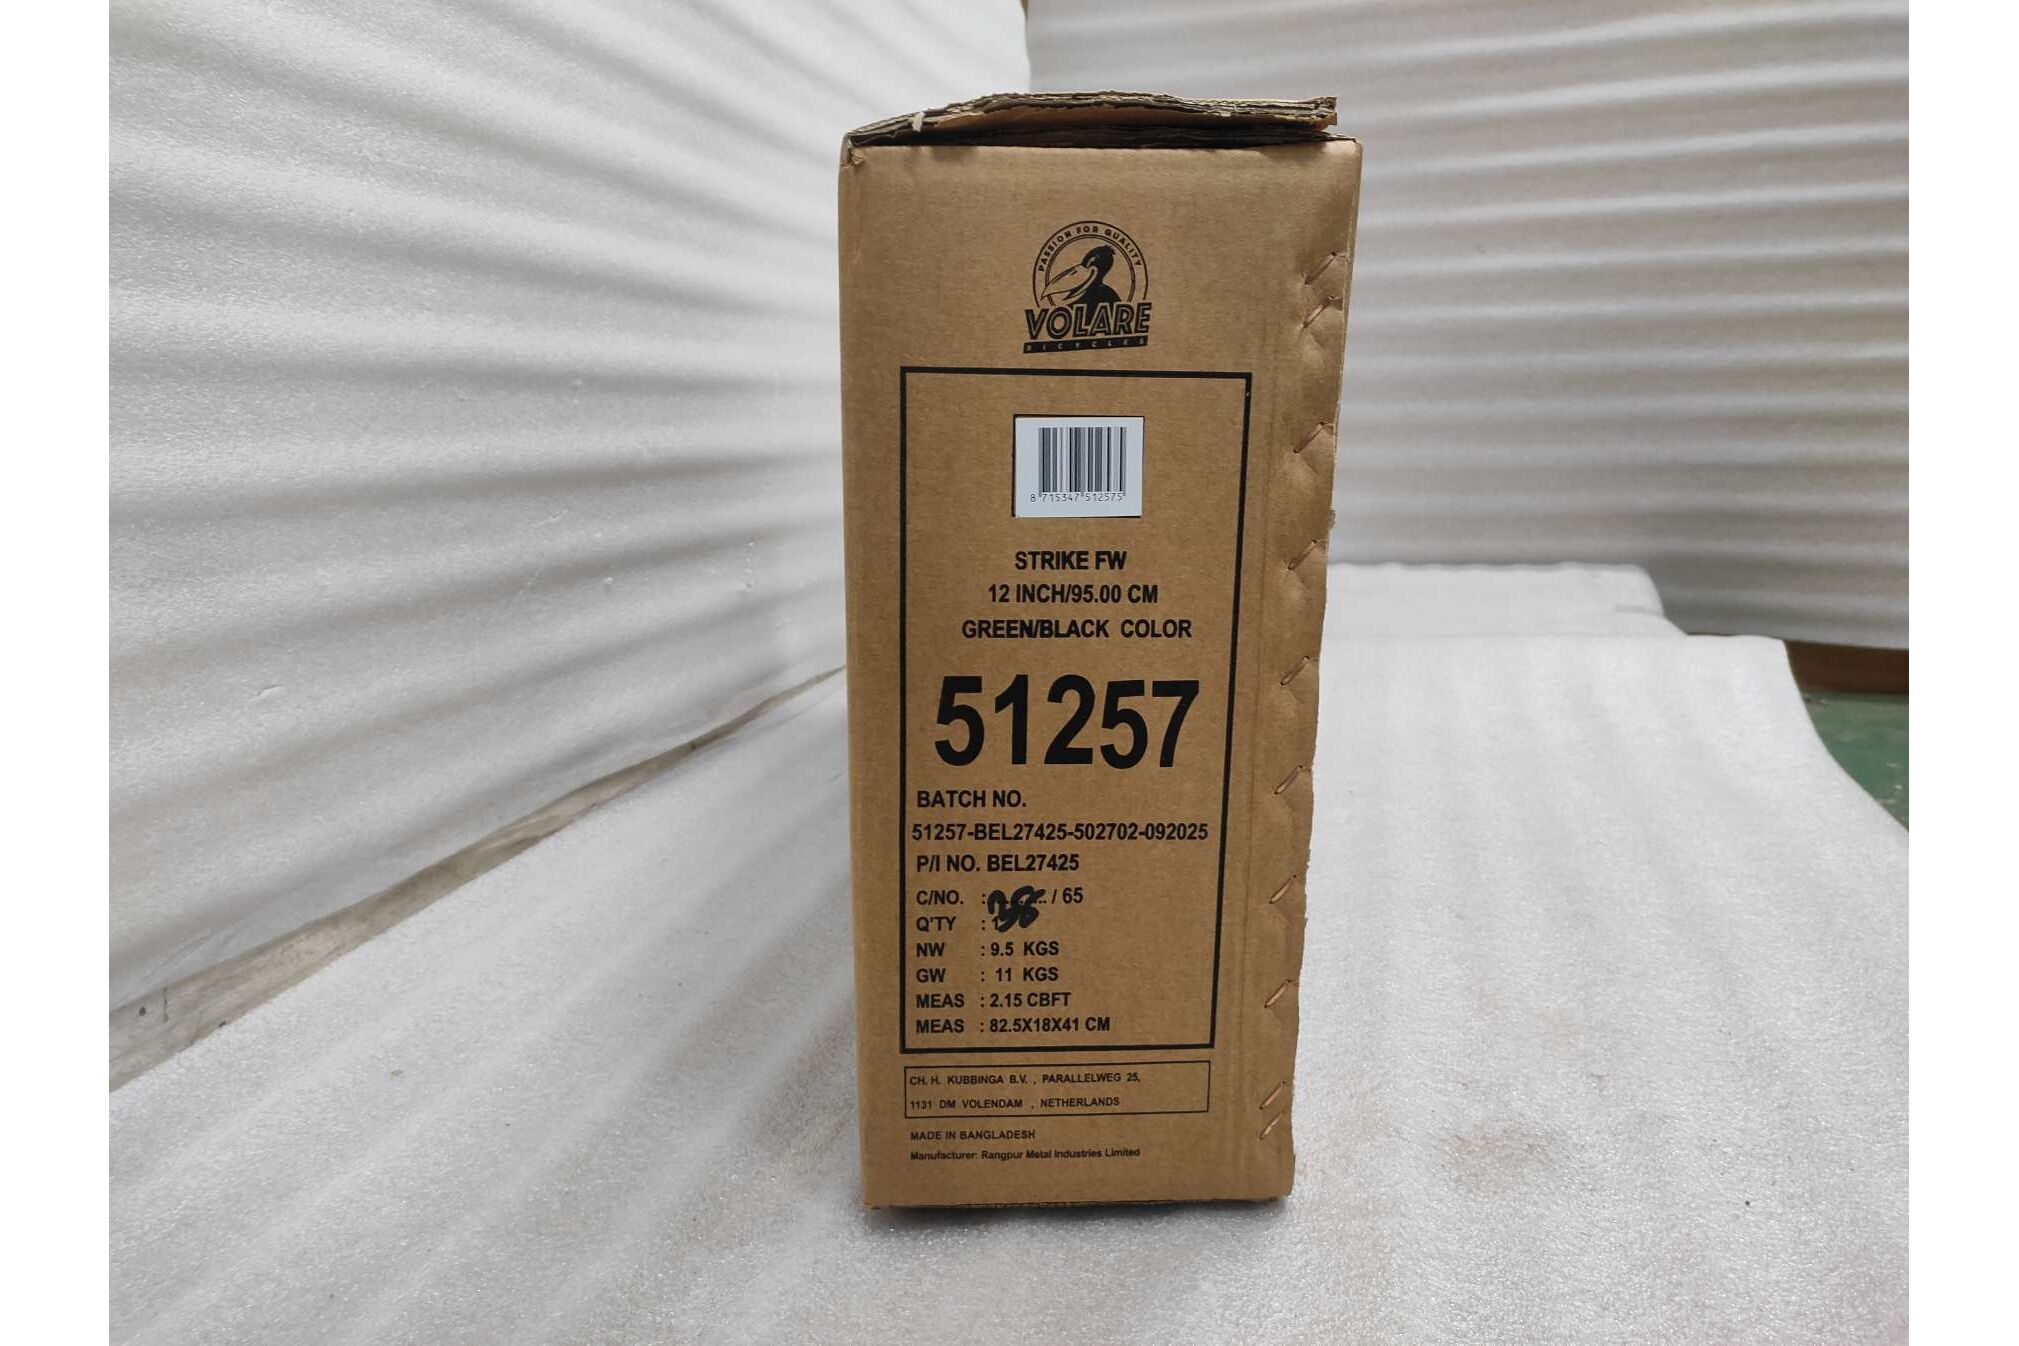 PASSION FOR QUALITY
VOLARE
BICYCLES
8 715347 512575
STRIKE FW
12 INCH/95.00 CM
GREEN/BLACK COLOR
51257
BATCH NO.
51257-BEL27425-502702-092025
P/I NO. BEL27425
C/NO. : / 65
Q'TY : 1
NW : 9.5 KGS
GW : 11 KGS
MEAS : 2.15 CBFT
MEAS : 82.5X18X41 CM
CH. H. KUBBINGA B.V. , PARALLELWEG 25,
1131 DM VOLENDAM , NETHERLANDS
MADE IN BANGLADESH
Manufacturer: Rangpur Metal Industries Limited